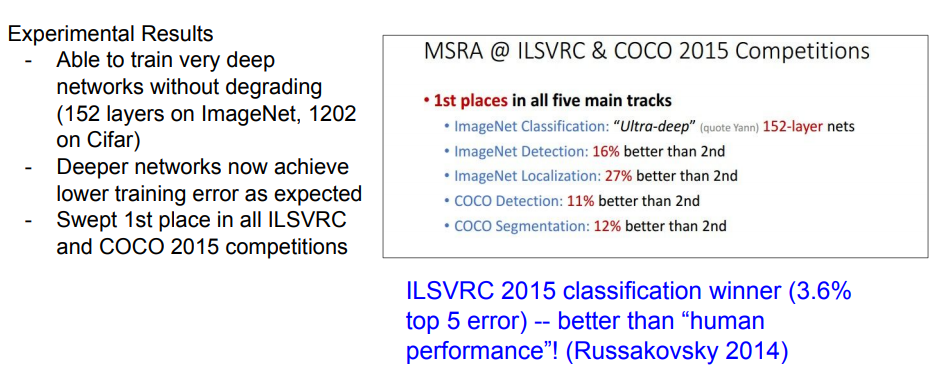 Experimental Results
- Able to train very deep
networks without degrading
(152 layers on ImageNet, 1202
on Cifar)
- Deeper networks now achieve
lower training error as expected
- Swept 1st place in all ILSVRC
and COCO 2015 competitions
MSRA @ ILSVRC & COCO 2015 Competitions
• 1st places in all five main tracks
• ImageNet Classification: “Ultra-deep” (quote Yann) 152-layer nets
• ImageNet Detection: 16% better than 2nd
• ImageNet Localization: 27% better than 2nd
• COCO Detection: 11% better than 2nd
• COCO Segmentation: 12% better than 2nd
ILSVRC 2015 classification winner (3.6%
top 5 error) -- better than “human
performance”! (Russakovsky 2014)